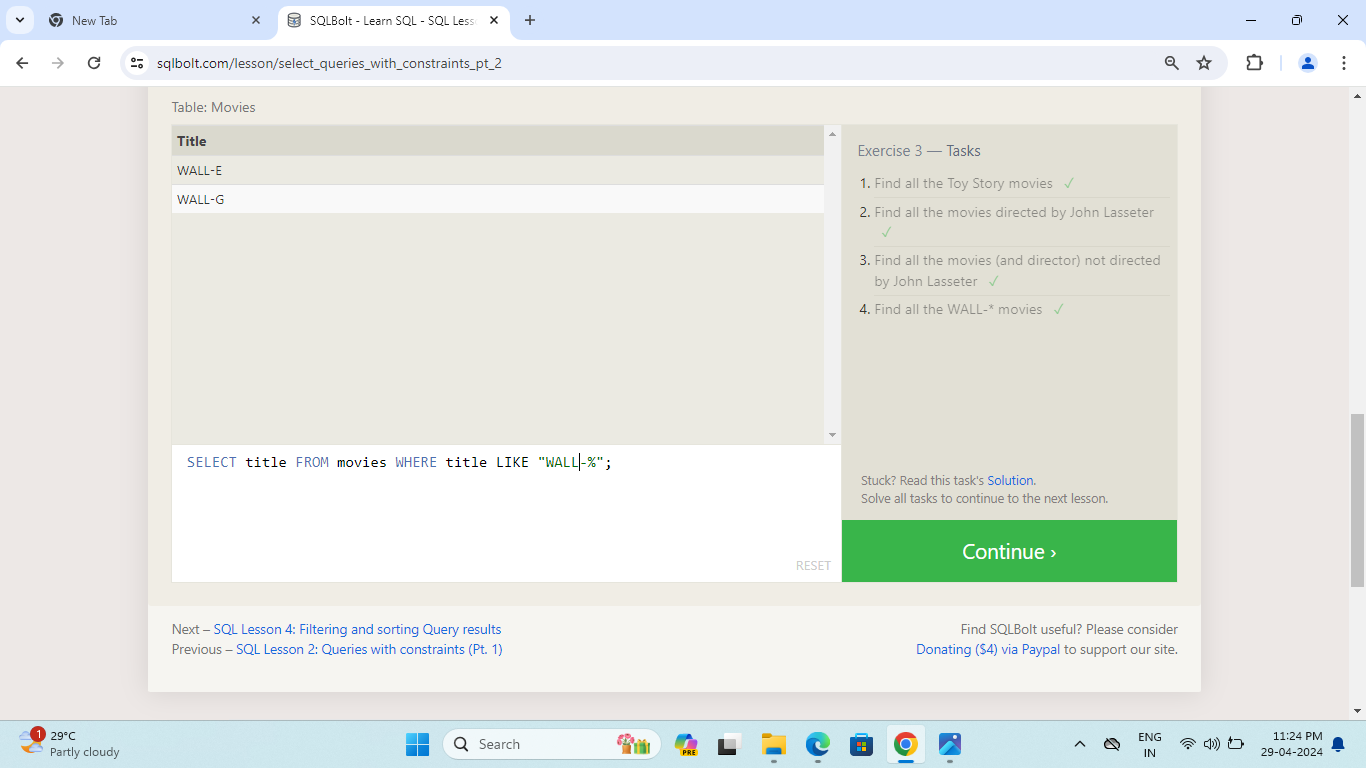 New Tab
SQLBolt - Learn SQL - SQL Less
sqlbolt.com/lesson/select_queries_with_constraints_pt_2
Table: Movies
Title
WALL-E
WALL-G
SELECT title FROM movies WHERE title LIKE "WALL-%";
RESET
Exercise 3 — Tasks
1. Find all the Toy Story movies ✓
2. Find all the movies directed by John Lasseter
✓
3. Find all the movies (and director) not directed
by John Lasseter ✓
4. Find all the WALL-* movies ✓
Stuck? Read this task's Solution.
Solve all tasks to continue to the next lesson.
Continue ›
Next – SQL Lesson 4: Filtering and sorting Query results
Previous – SQL Lesson 2: Queries with constraints (Pt. 1)
Find SQLBolt useful? Please consider
Donating ($4) via Paypal to support our site.
1
29°C
Partly cloudy
Search
PRE
ENG
IN
11:24 PM
29-04-2024